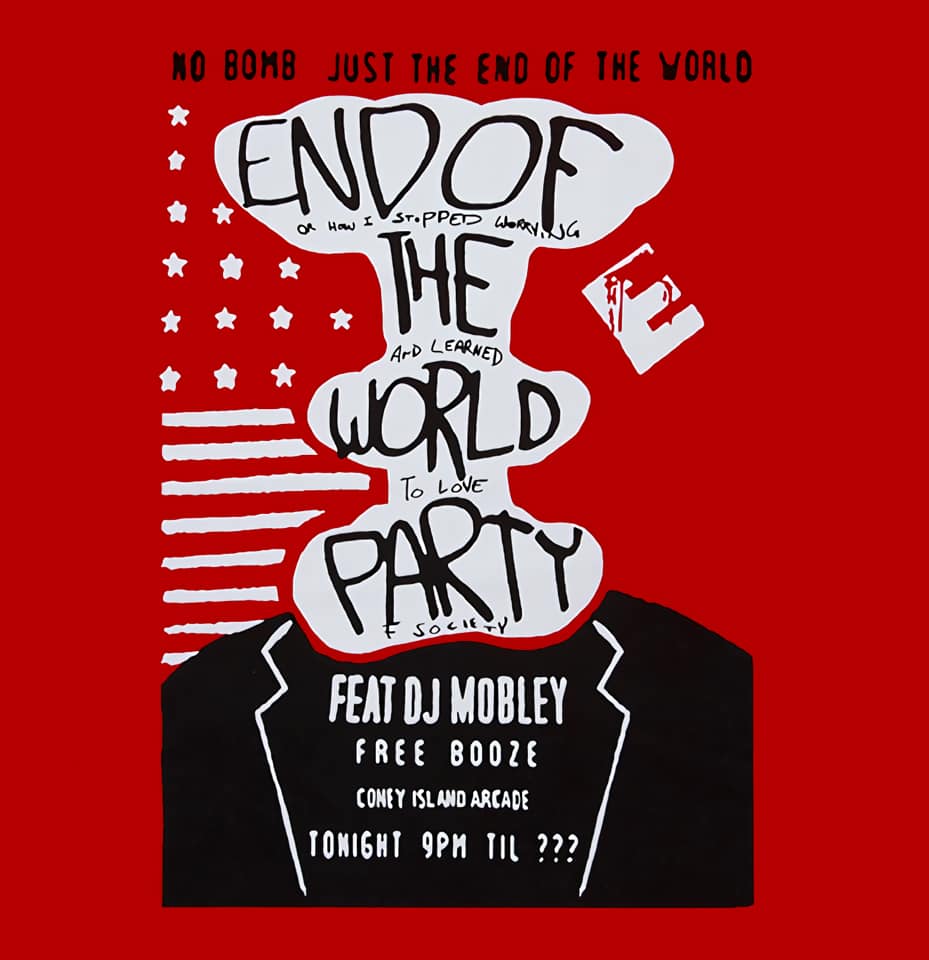 NO BOMB JUST THE END OF THE WORLD
END OF
OR HOW I STOPPED WORRYING
THE
E
AND LEARNED
WORLD
TO LOVE
PARTY
F SOCIETY
FEAT DJ MOBLEY
FREE BOOZE
CONEY ISLAND ARCADE
TONIGHT 9PM TIL ???